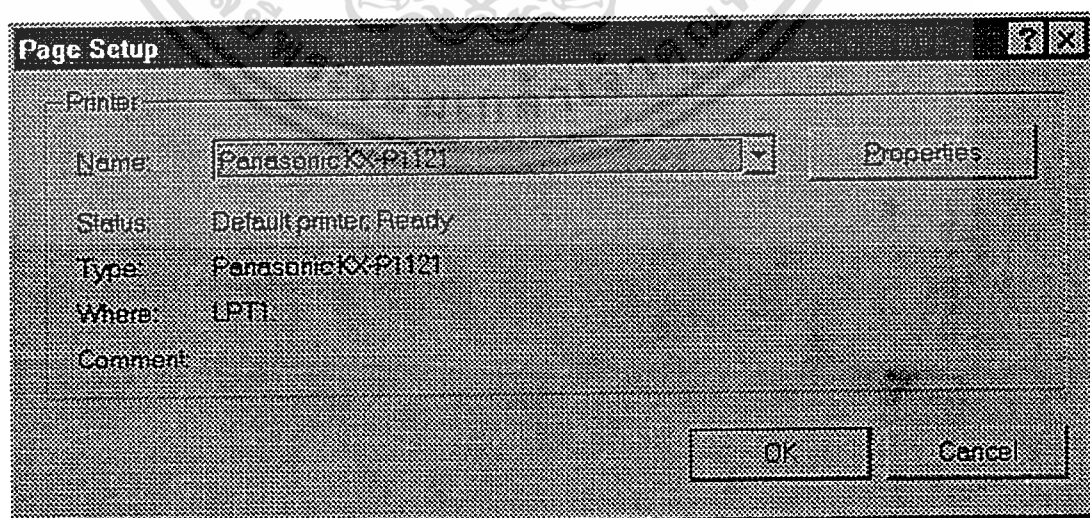 Page Setup
Printer
Name: Panasonic KX-P1121 Properties
Status: Default printer; Ready
Type: Panasonic KX-P1121
Where: LPT1:
Comment:
OK Cancel